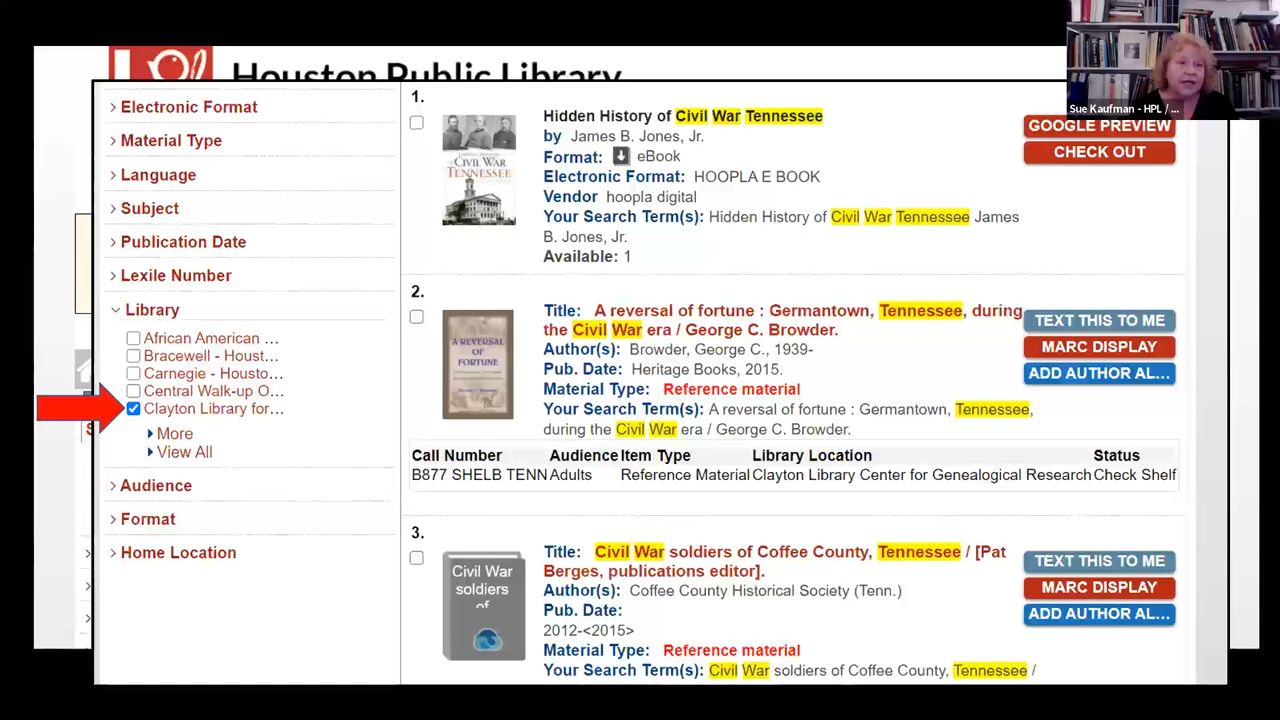 Houston Public Library
Sue Kaufman - HPL / ...
Electronic Format
Material Type
Language
Subject
Publication Date
Lexile Number
Library
African American ...
Bracewell - Houst...
Carnegie - Housto...
Central Walk-up O...
Clayton Library for...
More
View All
Audience
Format
Home Location
1.
Hidden History of Civil War Tennessee
by James B. Jones, Jr.
Format: eBook
Electronic Format: HOOPLA E BOOK
Vendor hoopla digital
Your Search Term(s): Hidden History of Civil War Tennessee James
B. Jones, Jr.
Available: 1
GOOGLE PREVIEW
CHECK OUT
CIVIL WAR
TENNESSEE
2.
Title: A reversal of fortune : Germantown, Tennessee, during
the Civil War era / George C. Browder.
Author(s): Browder, George C., 1939-
Pub. Date: Heritage Books, 2015.
Material Type: Reference material
Your Search Term(s): A reversal of fortune : Germantown, Tennessee,
during the Civil War era / George C. Browder.
TEXT THIS TO ME
MARC DISPLAY
ADD AUTHOR AL...
A REVERSAL
OF
FORTUNE
Call Number Audience Item Type Library Location Status
B877 SHELB TENN Adults Reference Material Clayton Library Center for Genealogical Research Check Shelf
3.
Title: Civil War soldiers of Coffee County, Tennessee / [Pat
Berges, publications editor].
Author(s): Coffee County Historical Society (Tenn.)
Pub. Date:
2012-<2015>
Material Type: Reference material
Your Search Term(s): Civil War soldiers of Coffee County, Tennessee /
TEXT THIS TO ME
MARC DISPLAY
ADD AUTHOR AL...
Civil War
soldiers
of